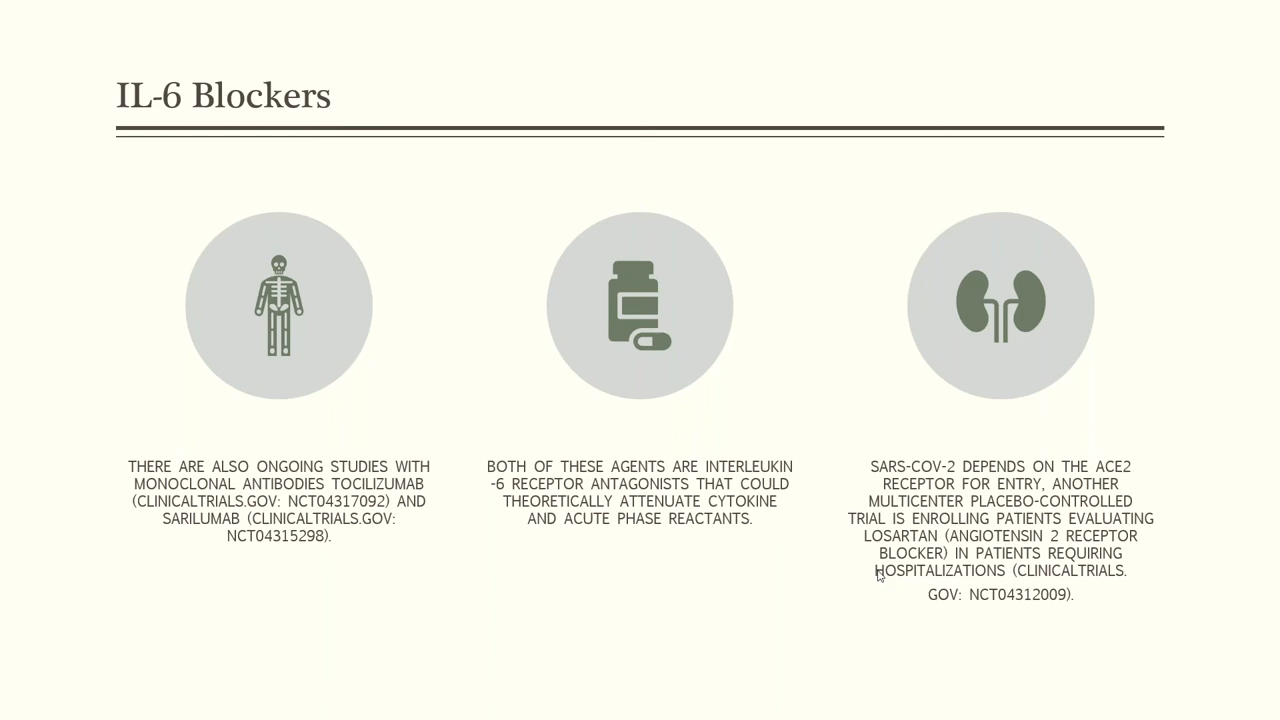 IL-6 Blockers
THERE ARE ALSO ONGOING STUDIES WITH
MONOCLONAL ANTIBODIES TOCILIZUMAB
(CLINICALTRIALS.GOV: NCT04317092) AND
SARILUMAB (CLINICALTRIALS.GOV:
NCT04315298).
BOTH OF THESE AGENTS ARE INTERLEUKIN
-6 RECEPTOR ANTAGONISTS THAT COULD
THEORETICALLY ATTENUATE CYTOKINE
AND ACUTE PHASE REACTANTS.
SARS-COV-2 DEPENDS ON THE ACE2
RECEPTOR FOR ENTRY, ANOTHER
MULTICENTER PLACEBO-CONTROLLED
TRIAL IS ENROLLING PATIENTS EVALUATING
LOSARTAN (ANGIOTENSIN 2 RECEPTOR
BLOCKER) IN PATIENTS REQUIRING
HOSPITALIZATIONS (CLINICALTRIALS.
GOV: NCT04312009).